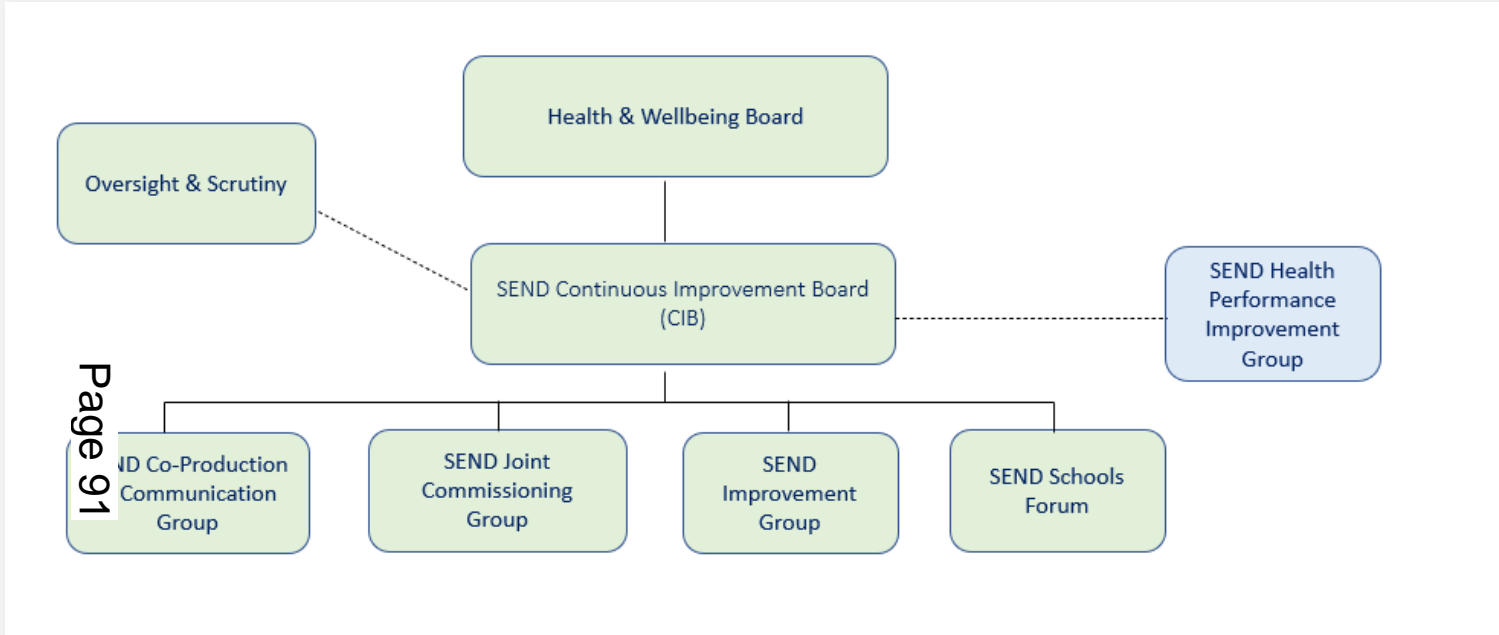 Health & Wellbeing Board
Oversight & Scrutiny
SEND Continuous Improvement Board
(CIB)
SEND Health
Performance
Improvement
Group
Page 91
ND Co-Production
Communication
Group
SEND Joint
Commissioning
Group
SEND
Improvement
Group
SEND Schools
Forum